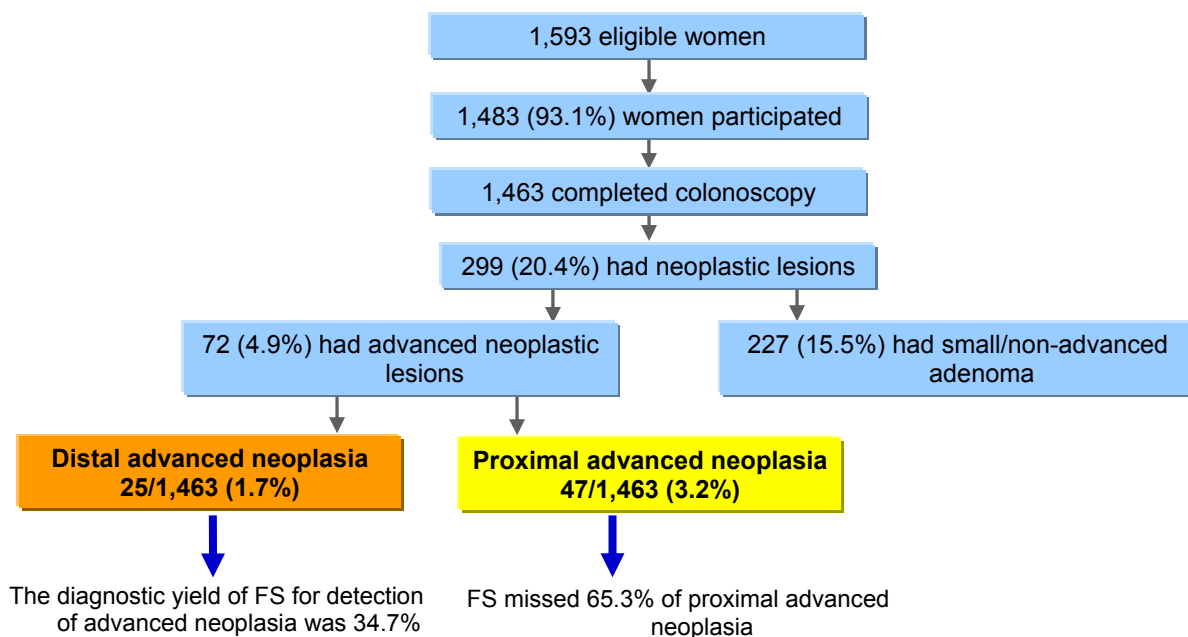 1,593 eligible women
1,483 (93.1%) women participated
1,463 completed colonoscopy
299 (20.4%) had neoplastic lesions
72 (4.9%) had advanced neoplastic
lesions
227 (15.5%) had small/non-advanced
adenoma
Distal advanced neoplasia
25/1,463 (1.7%)
Proximal advanced neoplasia
47/1,463 (3.2%)
The diagnostic yield of FS for detection
of advanced neoplasia was 34.7%
FS missed 65.3% of proximal advanced
neoplasia